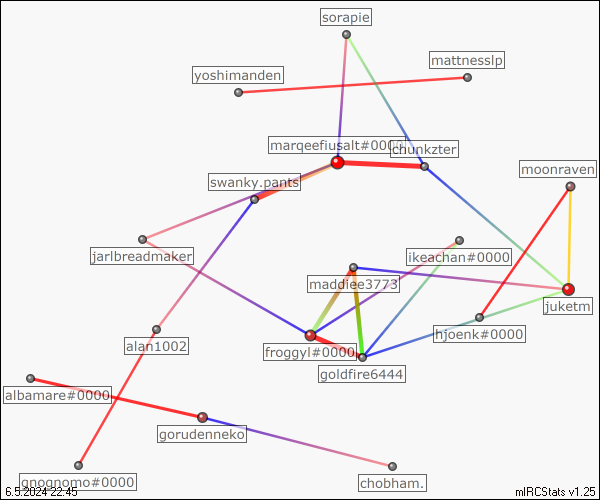 sorapie
mattnesslp
yoshimanden
marqeefiusalt#0000
chunkzter
moonraven
swanky.pants
jarlbreadmaker
ikeachan#0000
maddiee3773
juketm
hjoenk#0000
alan1002
froggyl#0000
goldfire6444
albamare#0000
gorudenneko
gnognomo#0000
chobham.
6.5.2024 22:45
mIRCStats v1.25